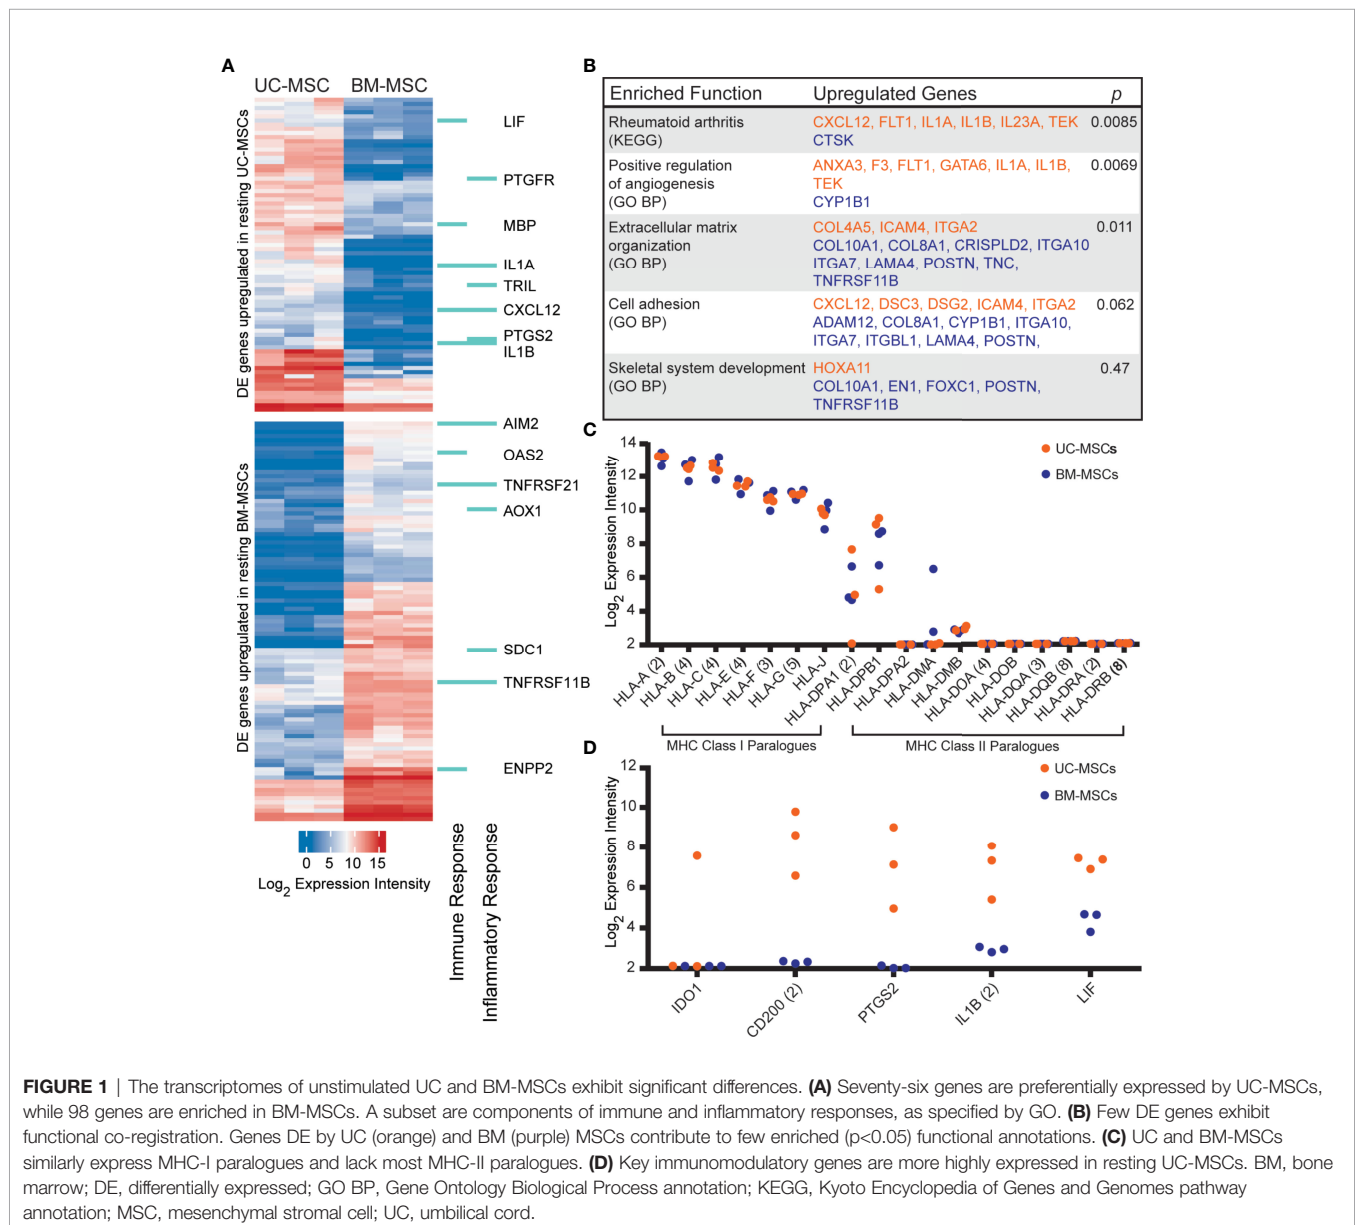 A
UC-MSC BM-MSC
DE genes upregulated in resting UC-MSCs
LIF
PTGFR
MBP
IL1A
TRIL
CXCL12
PTGS2
IL1B
DE genes upregulated in resting BM-MSCs
AIM2
OAS2
TNFRSF21
AOX1
SDC1
TNFRSF11B
ENPP2
0 5 10 15
Log2 Expression Intensity
Immune Response
Inflammatory Response
B
Enriched Function Upregulated Genes p
Rheumatoid arthritis CXCL12, FLT1, IL1A, IL1B, IL23A, TEK 0.0085
(KEGG) CTSK
Positive regulation ANXA3, F3, FLT1, GATA6, IL1A, IL1B, 0.0069
of angiogenesis TEK
(GO BP) CYP1B1
Extracellular matrix COL4A5, ICAM4, ITGA2 0.011
organization COL10A1, COL8A1, CRISPLD2, ITGA10
(GO BP) ITGA7, LAMA4, POSTN, TNC,
TNFRSF11B
Cell adhesion CXCL12, DSC3, DSG2, ICAM4, ITGA2 0.062
(GO BP) ADAM12, COL8A1, CYP1B1, ITGA10,
ITGA7, ITGBL1, LAMA4, POSTN,
Skeletal system development HOXA11 0.47
(GO BP) COL10A1, EN1, FOXC1, POSTN,
TNFRSF11B
C
Log2 Expression Intensity
14
12
10
8
6
4
2
UC-MSCs
BM-MSCs
HLA-A (2)
HLA-B (4)
HLA-C (4)
HLA-E (4)
HLA-F (3)
HLA-G (5)
HLA-J
HLA-DPA1 (2)
HLA-DPB1
HLA-DPA2
HLA-DMA
HLA-DMB
HLA-DOA (4)
HLA-DOB
HLA-DQA (3)
HLA-DQB (8)
HLA-DRA (2)
HLA-DRB (8)
MHC Class I Paralogues
MHC Class II Paralogues
D
Log2 Expression Intensity
12
10
8
6
4
2
UC-MSCs
BM-MSCs
IDO1
CD200 (2)
PTGS2
IL1B (2)
LIF
FIGURE 1 | The transcriptomes of unstimulated UC and BM-MSCs exhibit significant differences. (A) Seventy-six genes are preferentially expressed by UC-MSCs,
while 98 genes are enriched in BM-MSCs. A subset are components of immune and inflammatory responses, as specified by GO. (B) Few DE genes exhibit
functional co-registration. Genes DE by UC (orange) and BM (purple) MSCs contribute to few enriched (p<0.05) functional annotations. (C) UC and BM-MSCs
similarly express MHC-I paralogues and lack most MHC-II paralogues. (D) Key immunomodulatory genes are more highly expressed in resting UC-MSCs. BM, bone
marrow; DE, differentially expressed; GO BP, Gene Ontology Biological Process annotation; KEGG, Kyoto Encyclopedia of Genes and Genomes pathway
annotation; MSC, mesenchymal stromal cell; UC, umbilical cord.